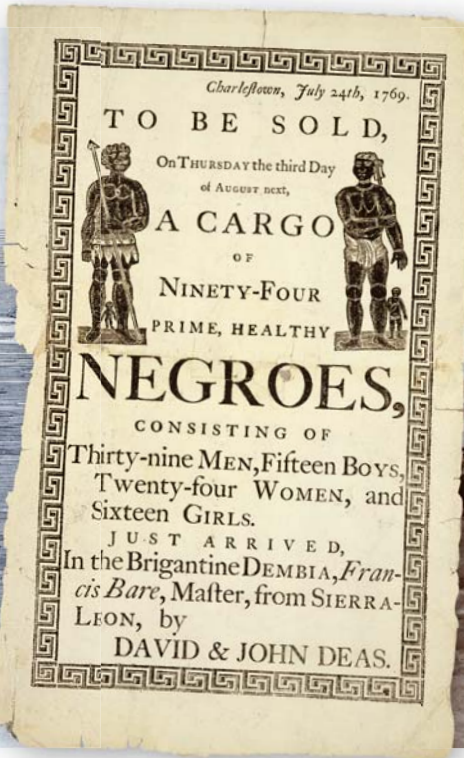 Charleſtown, July 24th, 1769.
TO BE SOLD,
On THURSDAY the third Day
of AUGUST next,
A CARGO
OF
NINETY-FOUR
PRIME, HEALTHY
NEGROES,
CONSISTING OF
Thirty-nine MEN, Fifteen BOYS,
Twenty-four WOMEN, and
Sixteen GIRLS.
JUST ARRIVED,
In the Brigantine DEMBIA, Fran-
cis Bare, Maſter, from SIERRA-
LEON, by
DAVID & JOHN DEAS.